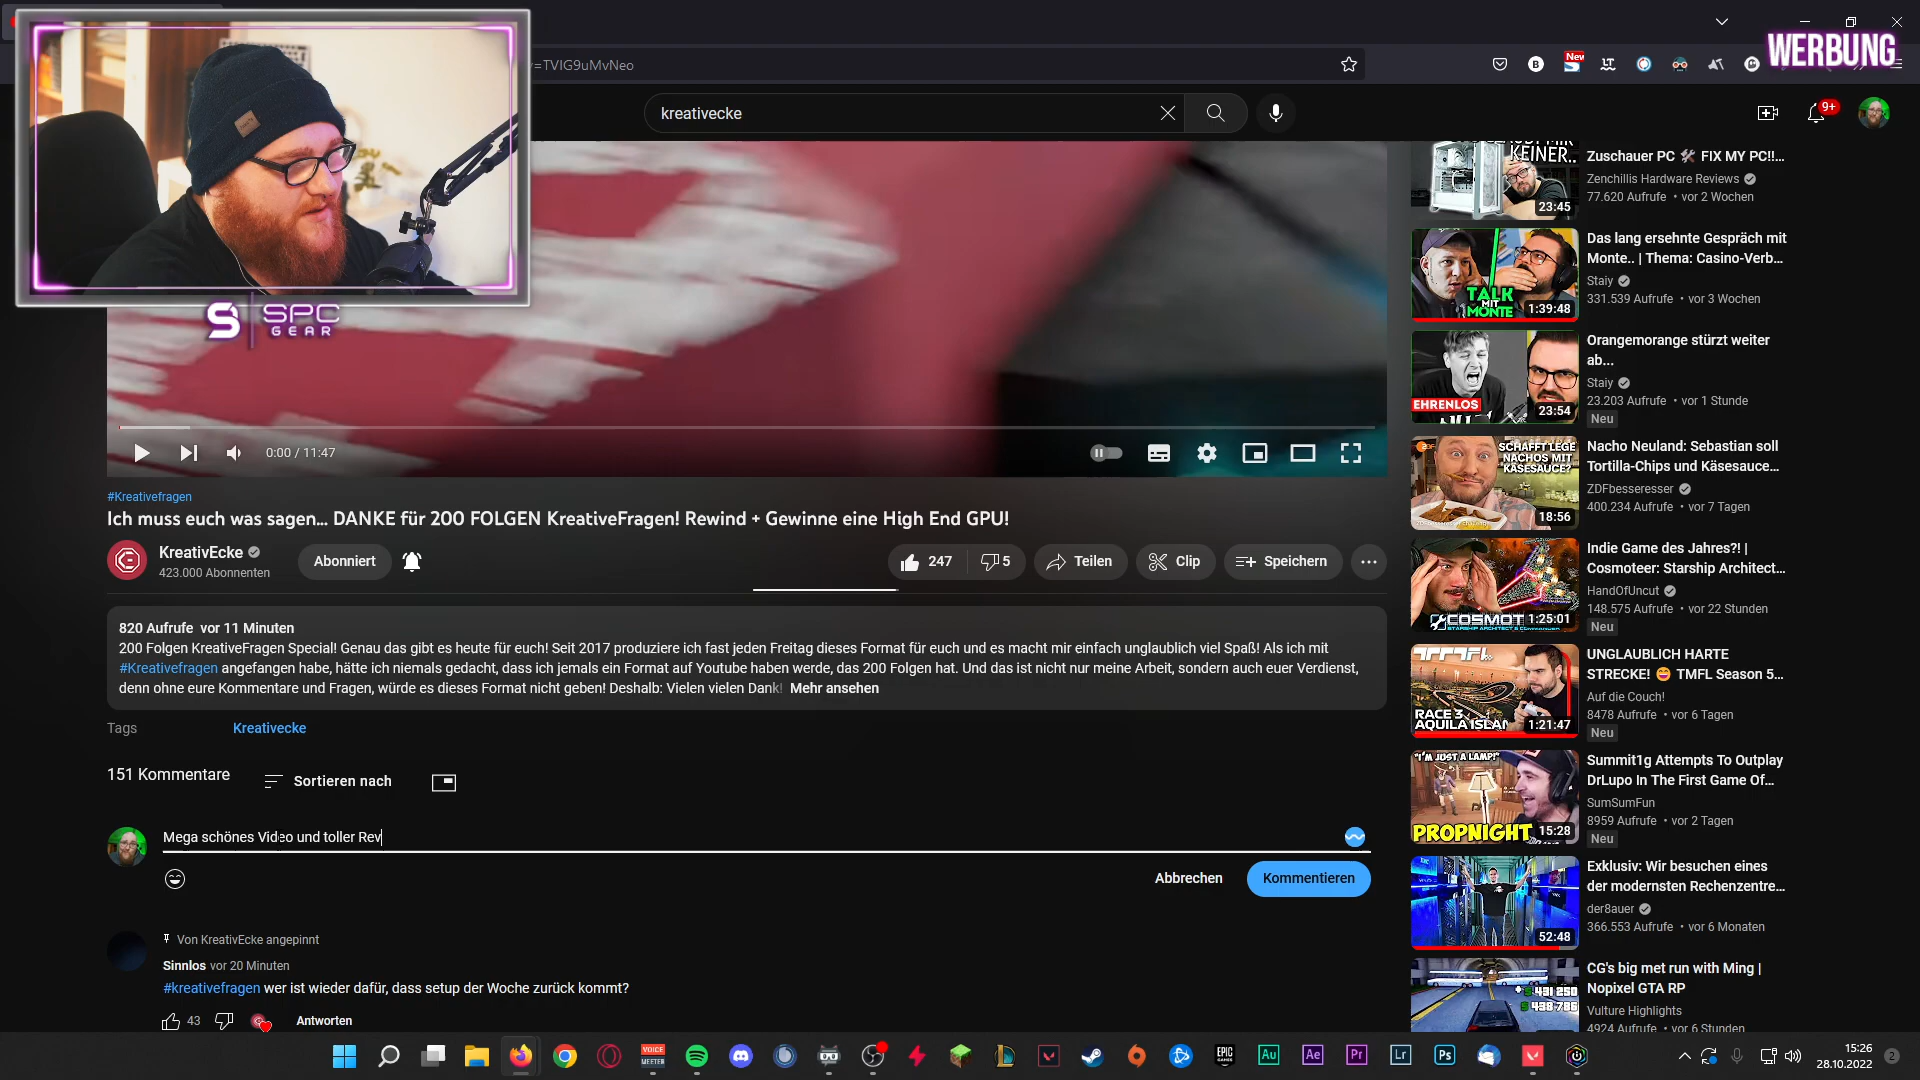 WERBUNG
=TVIG9uMvNeo
New
kreativecke
9+
SPC
GEAR
0:00 / 11:47
#Kreativefragen
Ich muss euch was sagen... DANKE für 200 FOLGEN KreativeFragen! Rewind + Gewinne eine High End GPU!
KreativEcke
423.000 Abonnenten
Abonniert
247
5
Teilen
Clip
Speichern
820 Aufrufe vor 11 Minuten
200 Folgen KreativeFragen Special! Genau das gibt es heute für euch! Seit 2017 produziere ich fast jeden Freitag dieses Format für euch und es macht mir einfach unglaublich viel Spaß! Als ich mit
#Kreativefragen angefangen habe, hätte ich niemals gedacht, dass ich jemals ein Format auf Youtube haben werde, das 200 Folgen hat. Und das ist nicht nur meine Arbeit, sondern auch euer Verdienst,
denn ohne eure Kommentare und Fragen, würde es dieses Format nicht geben! Deshalb: Vielen vielen Dank! Mehr ansehen
Tags Kreativecke
151 Kommentare
Sortieren nach
Mega schönes Video und toller Rev
Abbrechen
Kommentieren
Von KreativEcke angepinnt
Sinnlos vor 20 Minuten
#kreativefragen wer ist wieder dafür, dass setup der Woche zurück kommt?
43
Antworten
KEINER..
23:45
Zuschauer PC 🛠 FIX MY PC!!...
Zenchillis Hardware Reviews
77.620 Aufrufe • vor 2 Wochen
TALK
MIT
MONTE
1:39:48
Das lang ersehnte Gespräch mit
Monte.. | Thema: Casino-Verb...
Staiy
331.539 Aufrufe • vor 3 Wochen
EHRENLOS
23:54
Orangemorange stürzt weiter
ab...
Staiy
23.203 Aufrufe • vor 1 Stunde
Neu
SCHAFFT LEGE
NACHOS MIT
KÄSESAUCE?
18:56
Nacho Neuland: Sebastian soll
Tortilla-Chips und Käsesauce...
ZDFbesseresser
400.234 Aufrufe • vor 7 Tagen
COSMOT
1:25:01
Indie Game des Jahres?! |
Cosmoteer: Starship Architect...
HandOfUncut
148.575 Aufrufe • vor 22 Stunden
Neu
RACE 3
AQUILA ISLAN
1:21:47
UNGLAUBLICH HARTE
STRECKE! 😄 TMFL Season 5...
Auf die Couch!
8478 Aufrufe • vor 6 Tagen
Neu
"I'M JUST A LAMP!"
PROPNIGHT
15:28
Summit1g Attempts To Outplay
DrLupo In The First Game Of...
SumSumFun
8959 Aufrufe • vor 2 Tagen
Neu
52:48
Exklusiv: Wir besuchen eines
der modernsten Rechenzentre...
der8auer
366.553 Aufrufe • vor 6 Monaten
CG's big met run with Ming |
Nopixel GTA RP
Vulture Highlights
4924 Aufrufe • vor 6 Stunden
VOICE
MEETER
EPIC
GAMES
Au
Ae
Pr
Lr
Ps
15:26
28.10.2022
2